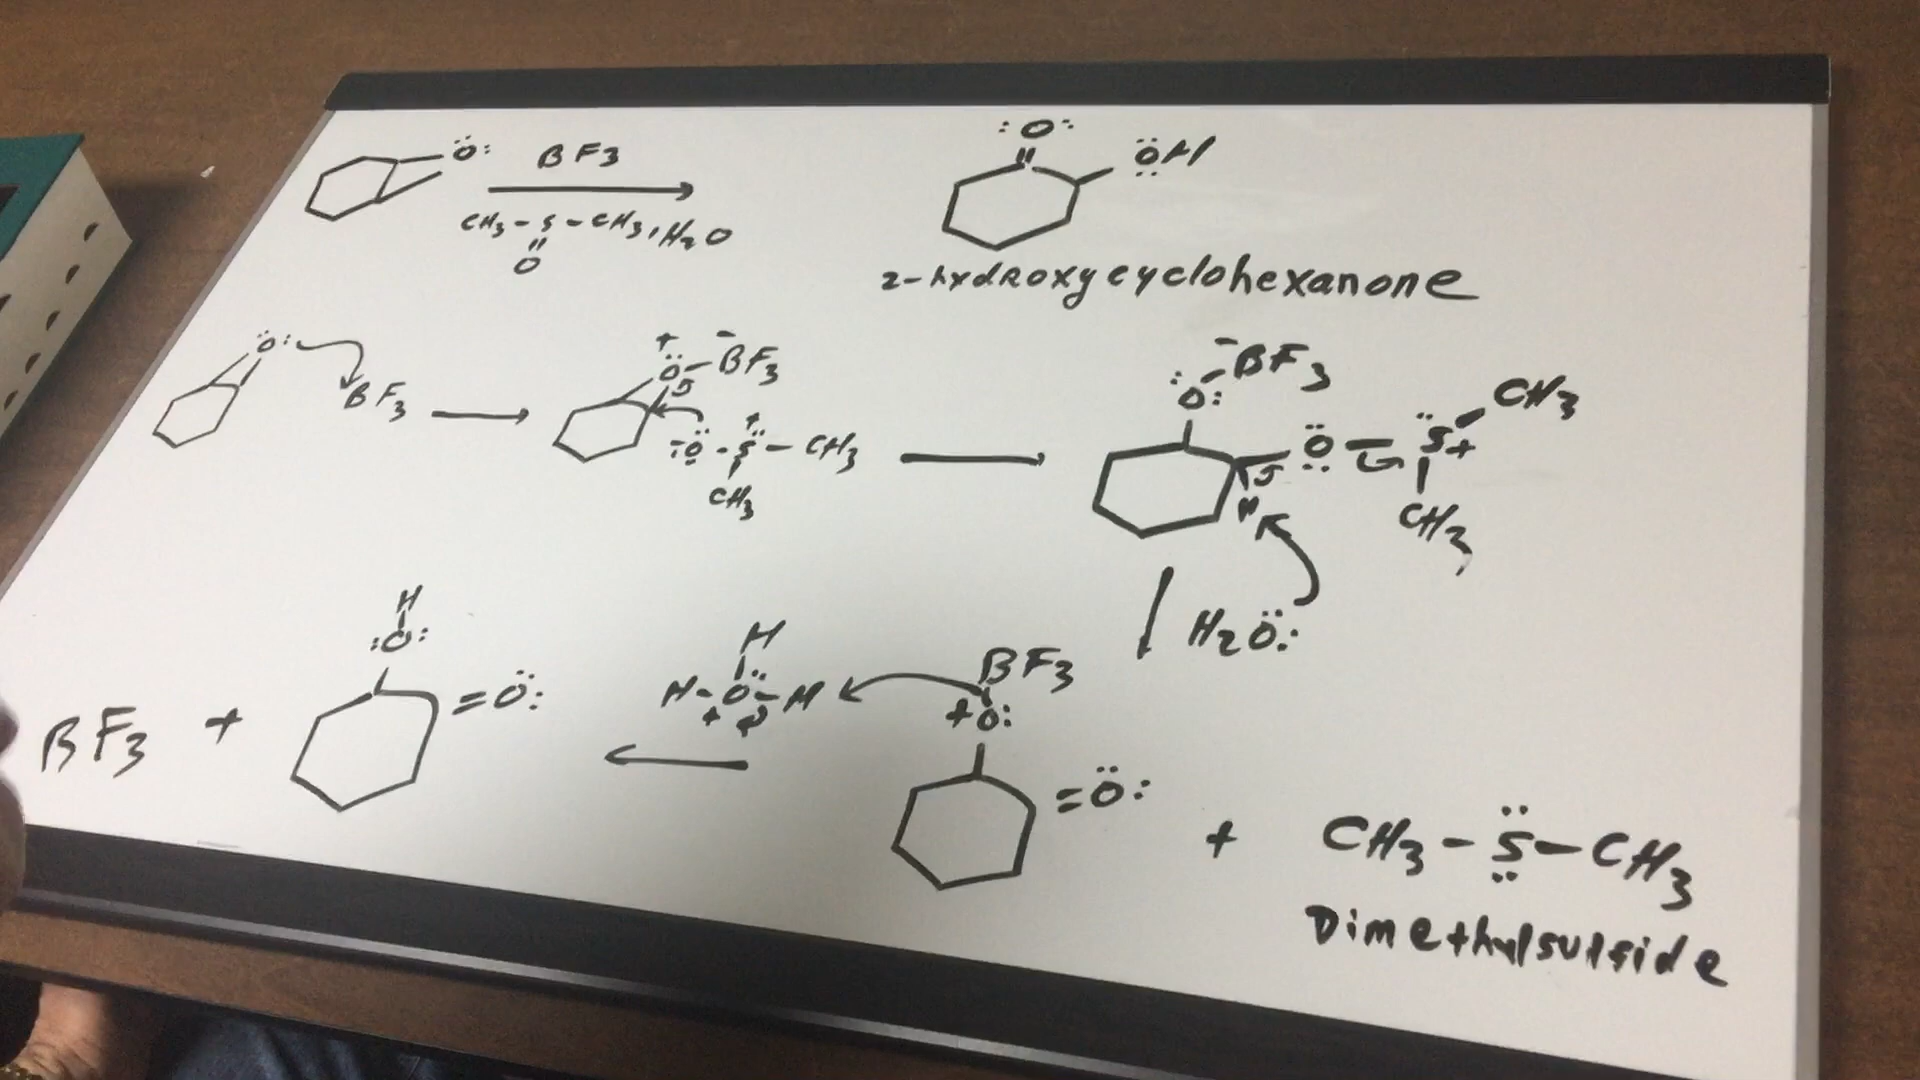 :O: BF3 :O: :OH
CH3-S-CH3, H2O
O
2-hydroxycyclohexanone
:O: BF3 + :O-BF3 - -BF3 CH3
:O: O S+
-:O-S-CH3 +
CH3 H CH3
H2O:
H
:O: H BF3
BF3 + =O: H-O-H + +O:
=O: + CH3-S-CH3
Dimethylsulfide